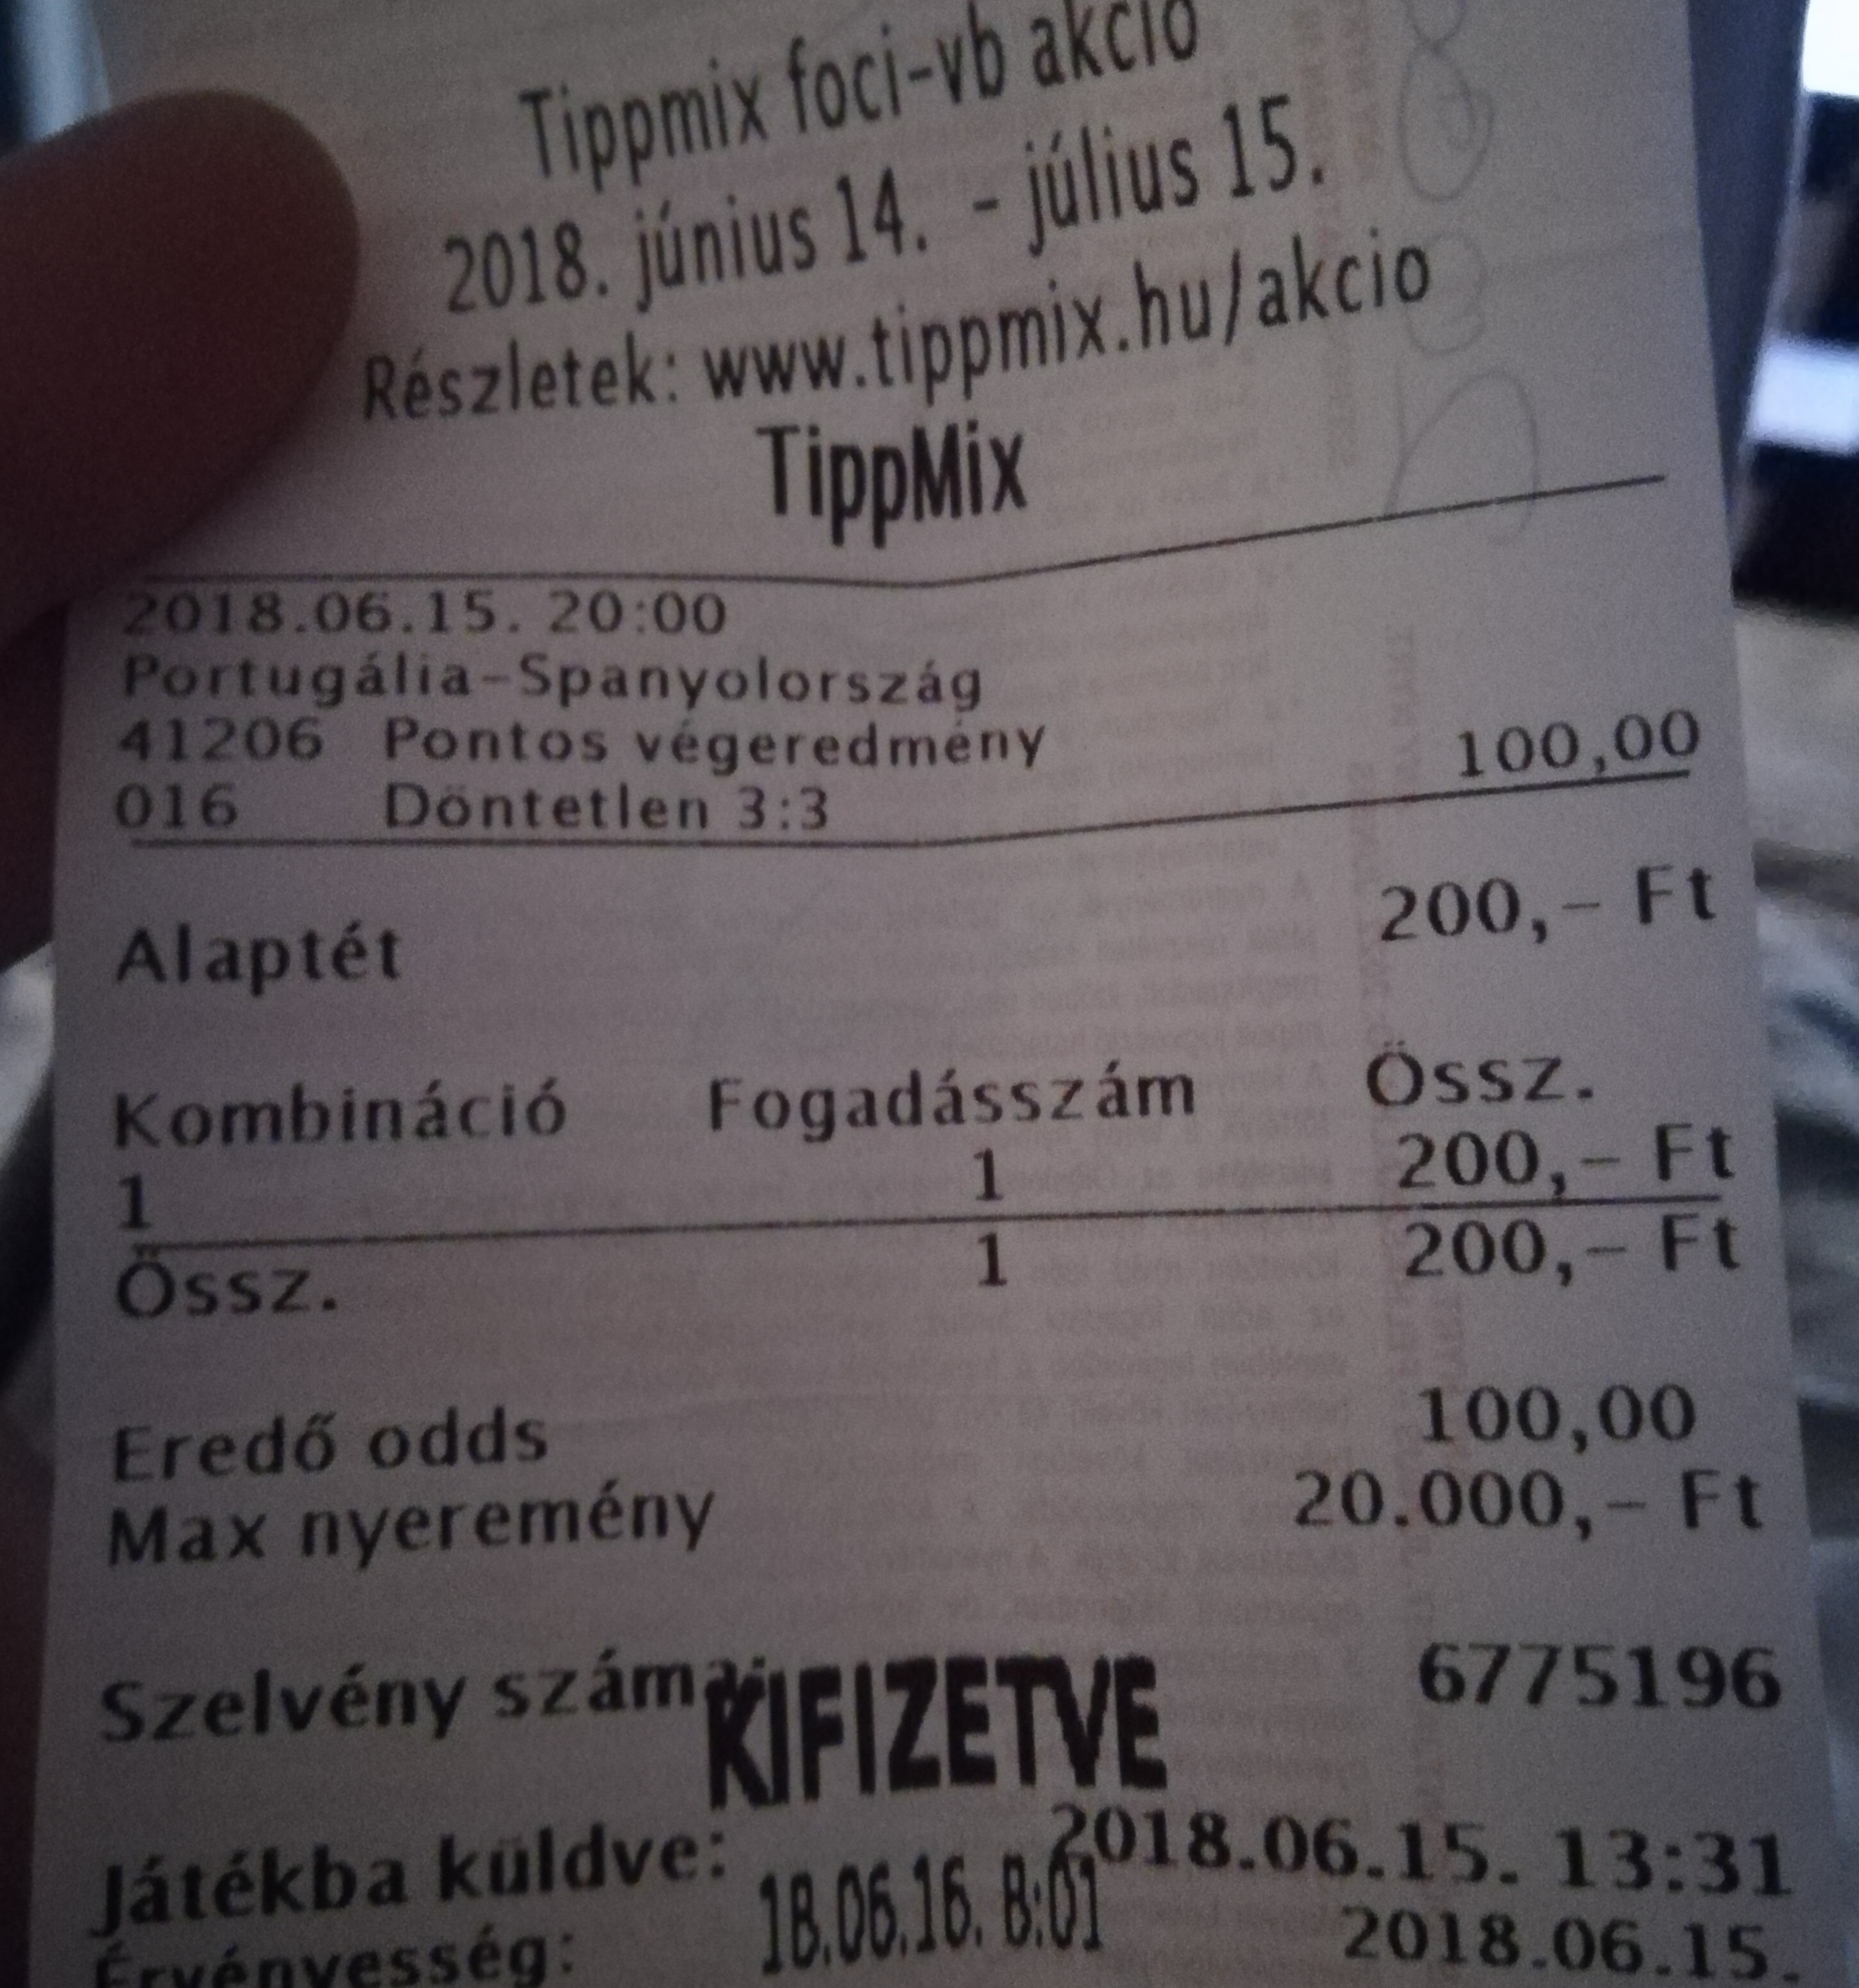 Tippmix foci-vb akció
2018. június 14. - július 15.
Részletek: www.tippmix.hu/akcio
TippMix
2018.06.15. 20:00
Portugália-Spanyolország
41206 Pontos végeredmény 100,00
016 Döntetlen 3:3
Alaptét 200,- Ft
Kombináció Fogadásszám Össz.
1 1 200,- Ft
Össz. 1 200,- Ft
Eredő odds 100,00
Max nyeremény 20.000,- Ft
Szelvény száma: 6775196
KIFIZETVE
Játékba küldve: 2018.06.15. 13:31
18.06.16. 8:01
Érvényesség: 2018.06.15.